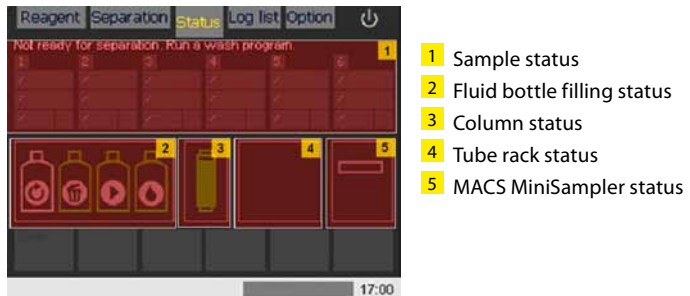 Reagent Separation Status Log list Option
Not ready for separation. Run a wash program.
1
1 2 3 4 5 6
2 3 4 5
17:00
1 Sample status
2 Fluid bottle filling status
3 Column status
4 Tube rack status
5 MACS MiniSampler status